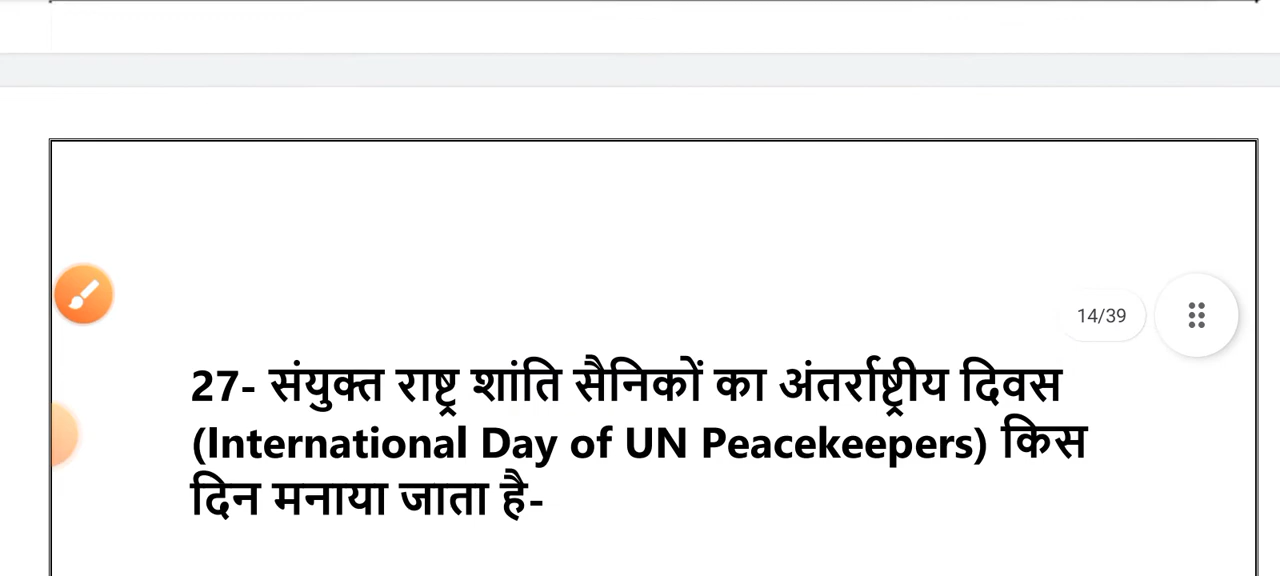 14/39
27- संयुक्त राष्ट्र शांति सैनिकों का अंतर्राष्ट्रीय दिवस
(International Day of UN Peacekeepers) किस
दिन मनाया जाता है-